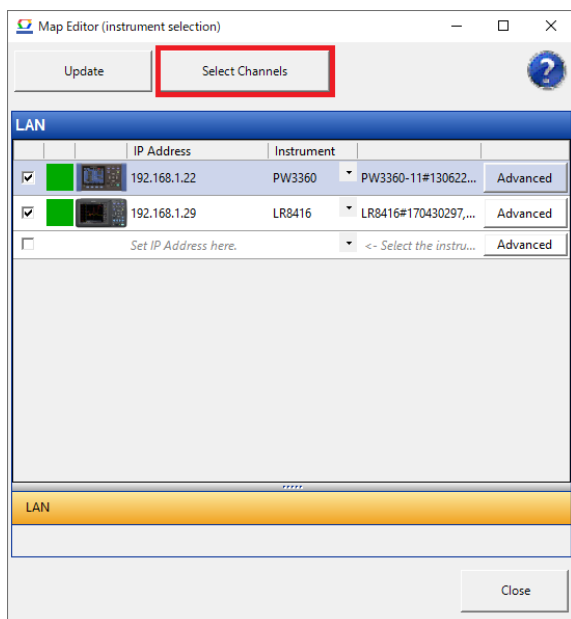 Map Editor (instrument selection)
Update Select Channels
LAN
IP Address Instrument
192.168.1.22 PW3360 PW3360-11#130622... Advanced
192.168.1.29 LR8416 LR8416#170430297,... Advanced
Set IP Address here. <- Select the instru... Advanced
LAN
Close